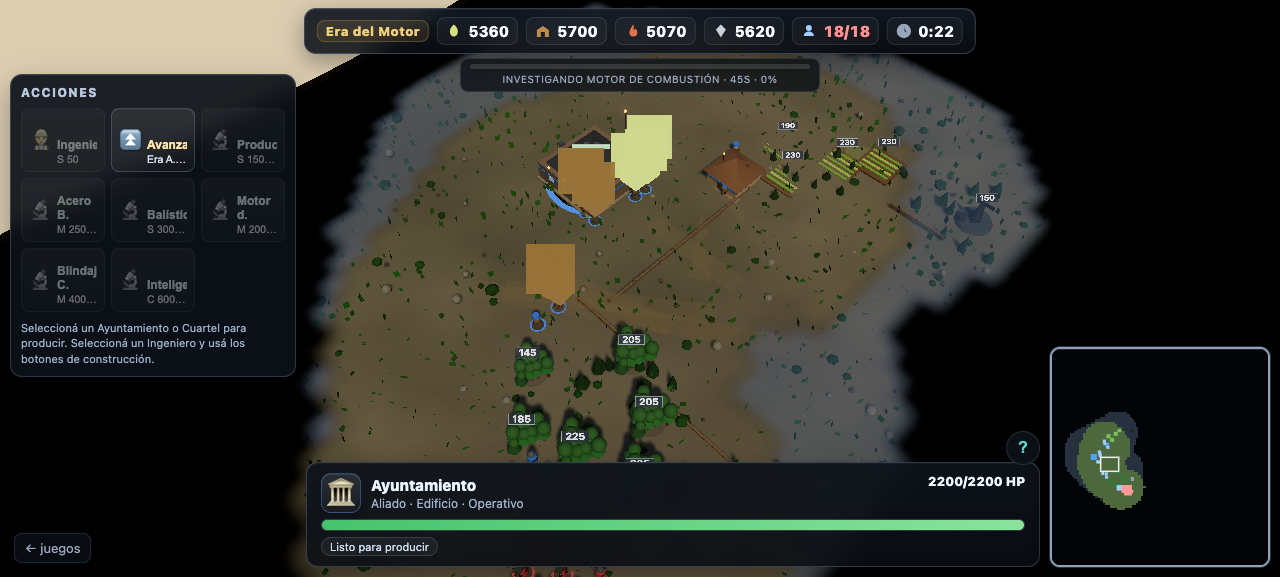 Era del Motor
5360
5700
5070
5620
18/18
0:22
INVESTIGANDO MOTOR DE COMBUSTIÓN · 45S · 0%
ACCIONES
Ingenie
S 50
Avanza
Era A....
Produc
S 150...
Acero
B.
M 250...
Balístic
S 300...
Motor
d.
M 200...
Blindaj
C.
M 400...
Intelige
C 600...
Seleccioná un Ayuntamiento o Cuartel para
producir. Seleccioná un Ingeniero y usá los
botones de construcción.
190
230
230
230
150
145
205
205
185
225
?
Ayuntamiento
2200/2200 HP
Aliado · Edificio · Operativo
Listo para producir
← juegos